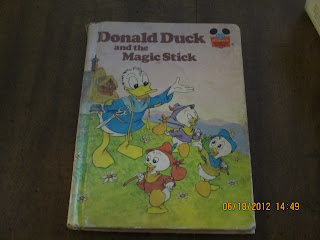 Donald Duck
and the
Magic Stick
06/18/2012 14:49